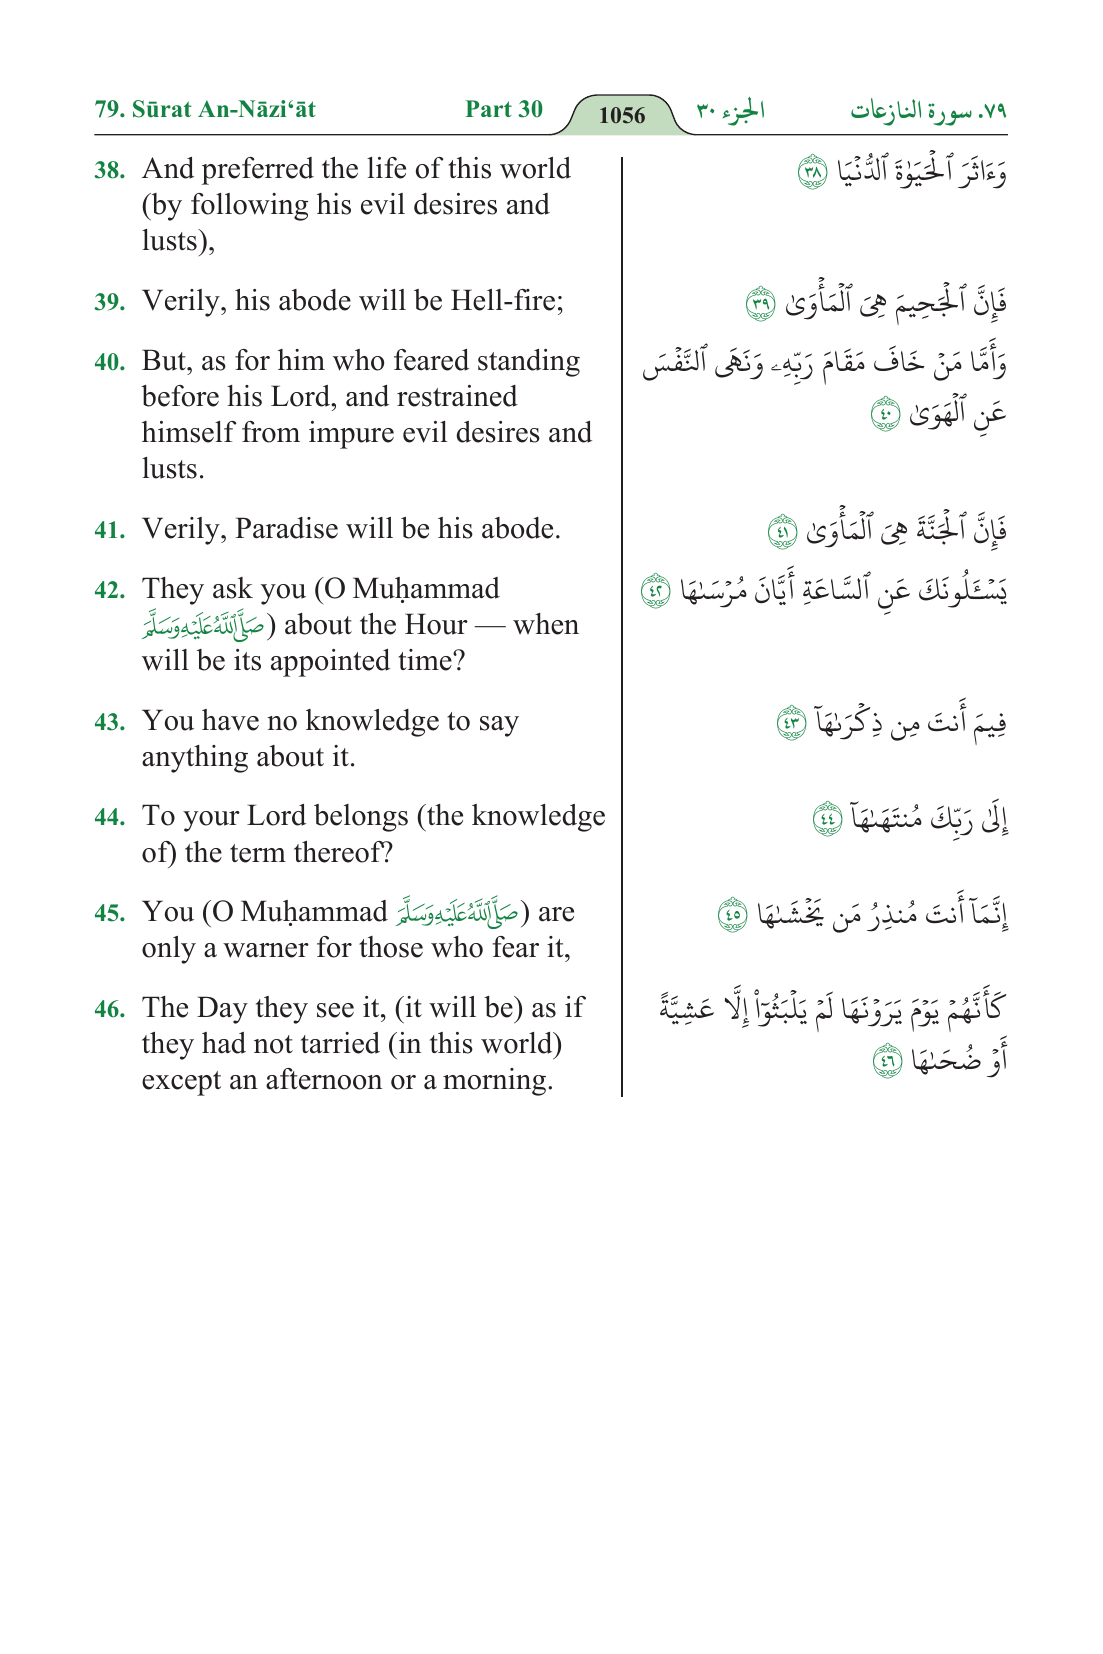 79. Sūrat An-Nāzi‘āt Part 30 1056 الجزء ٣٠ ٧٩. سورة النازعات
38. And preferred the life of this world
(by following his evil desires and
lusts),
وَءَاثَرَ ٱلْحَيَوٰةَ ٱلدُّنْيَا ٣٨
39. Verily, his abode will be Hell-fire;
فَإِنَّ ٱلْجَحِيمَ هِىَ ٱلْمَأْوَىٰ ٣٩
40. But, as for him who feared standing
before his Lord, and restrained
himself from impure evil desires and
lusts.
وَأَمَّا مَنْ خَافَ مَقَامَ رَبِّهِۦ وَنَهَى ٱلنَّفْسَ
عَنِ ٱلْهَوَىٰ ٤٠
41. Verily, Paradise will be his abode.
فَإِنَّ ٱلْجَنَّةَ هِىَ ٱلْمَأْوَىٰ ٤١
42. They ask you (O Muḥammad
صَلَّى ٱللَّهُ عَلَيْهِ وَسَلَّمَ) about the Hour — when
will be its appointed time?
يَسْـَٔلُونَكَ عَنِ ٱلسَّاعَةِ أَيَّانَ مُرْسَىٰهَا ٤٢
43. You have no knowledge to say
anything about it.
فِيمَ أَنتَ مِن ذِكْرَىٰهَآ ٤٣
44. To your Lord belongs (the knowledge
of) the term thereof?
إِلَىٰ رَبِّكَ مُنتَهَىٰهَآ ٤٤
45. You (O Muḥammad صَلَّى ٱللَّهُ عَلَيْهِ وَسَلَّمَ) are
only a warner for those who fear it,
إِنَّمَآ أَنتَ مُنذِرُ مَن يَخْشَىٰهَا ٤٥
46. The Day they see it, (it will be) as if
they had not tarried (in this world)
except an afternoon or a morning.
كَأَنَّهُمْ يَوْمَ يَرَوْنَهَا لَمْ يَلْبَثُوٓا۟ إِلَّا عَشِيَّةً
أَوْ ضُحَىٰهَا ٤٦